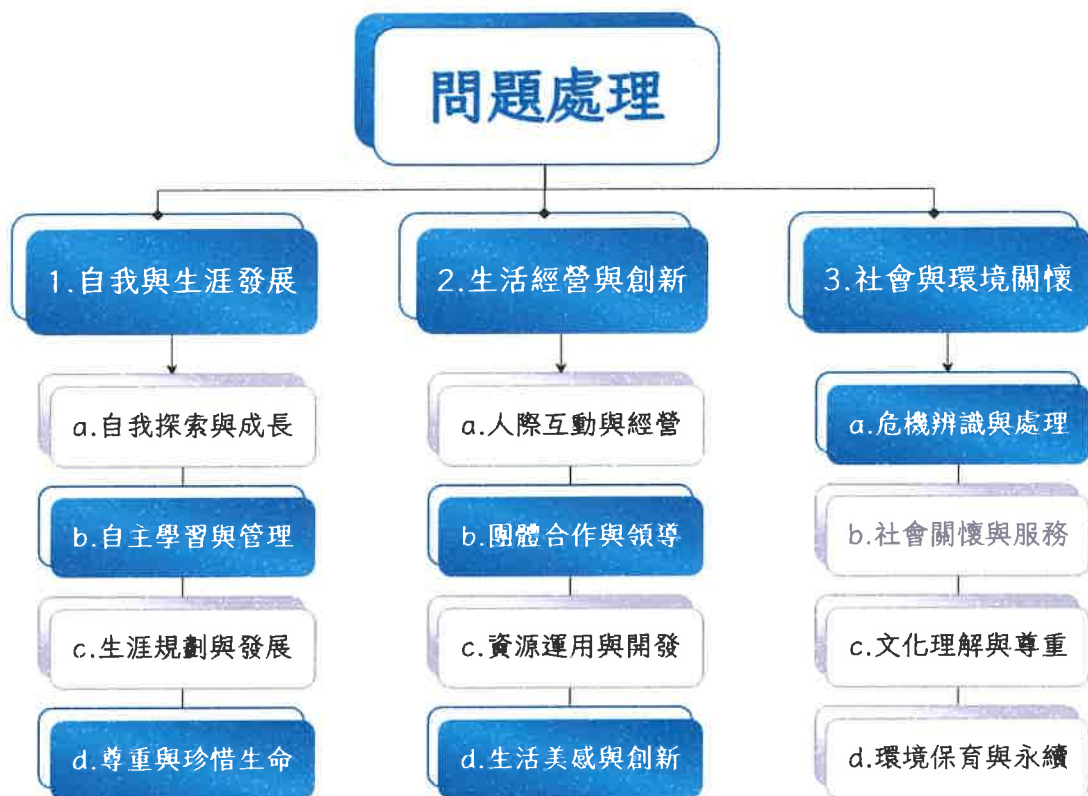 問題處理
1.自我與生涯發展
a.自我探索與成長
b.自主學習與管理
c.生涯規劃與發展
d.尊重與珍惜生命
2.生活經營與創新
a.人際互動與經營
b.團體合作與領導
c.資源運用與開發
d.生活美感與創新
3.社會與環境關懷
a.危機辨識與處理
b.社會關懷與服務
c.文化理解與尊重
d.環境保育與永續